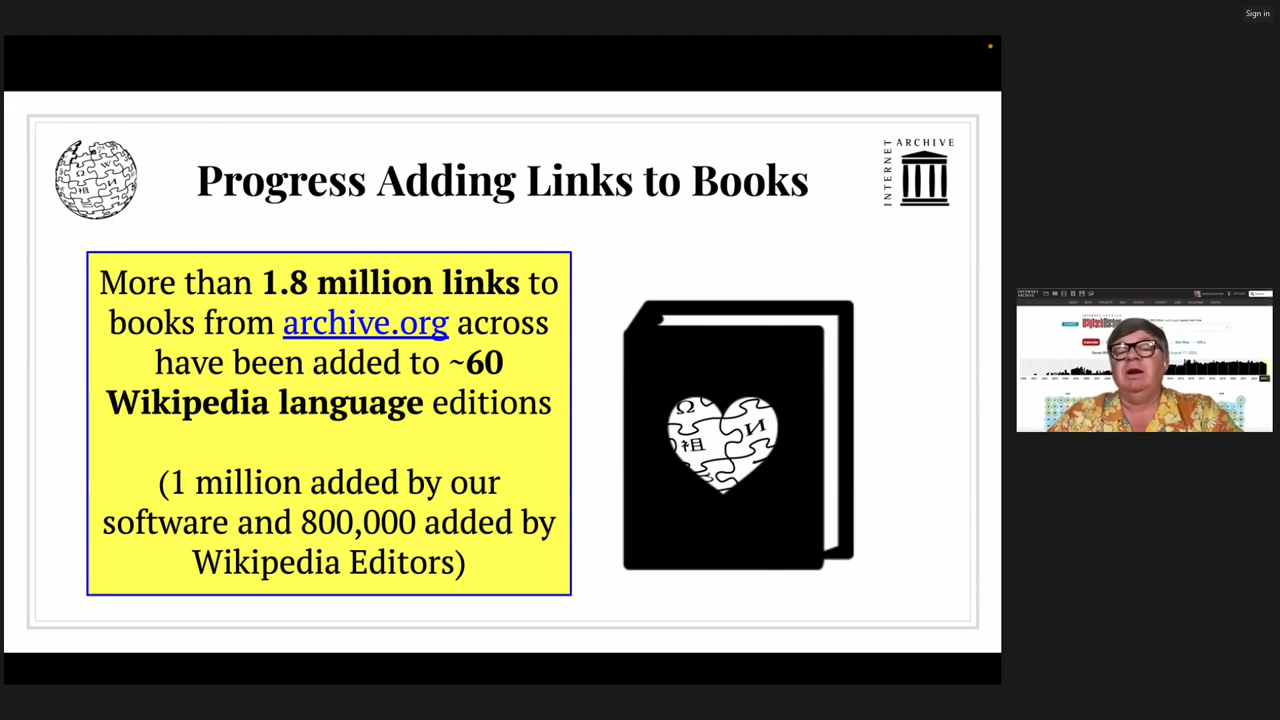 Sign in
Progress Adding Links to Books
INTERNET
ARCHIVE
More than 1.8 million links to
books from archive.org across
have been added to ~60
Wikipedia language editions
(1 million added by our
software and 800,000 added by
Wikipedia Editors)
Ω
祖
И